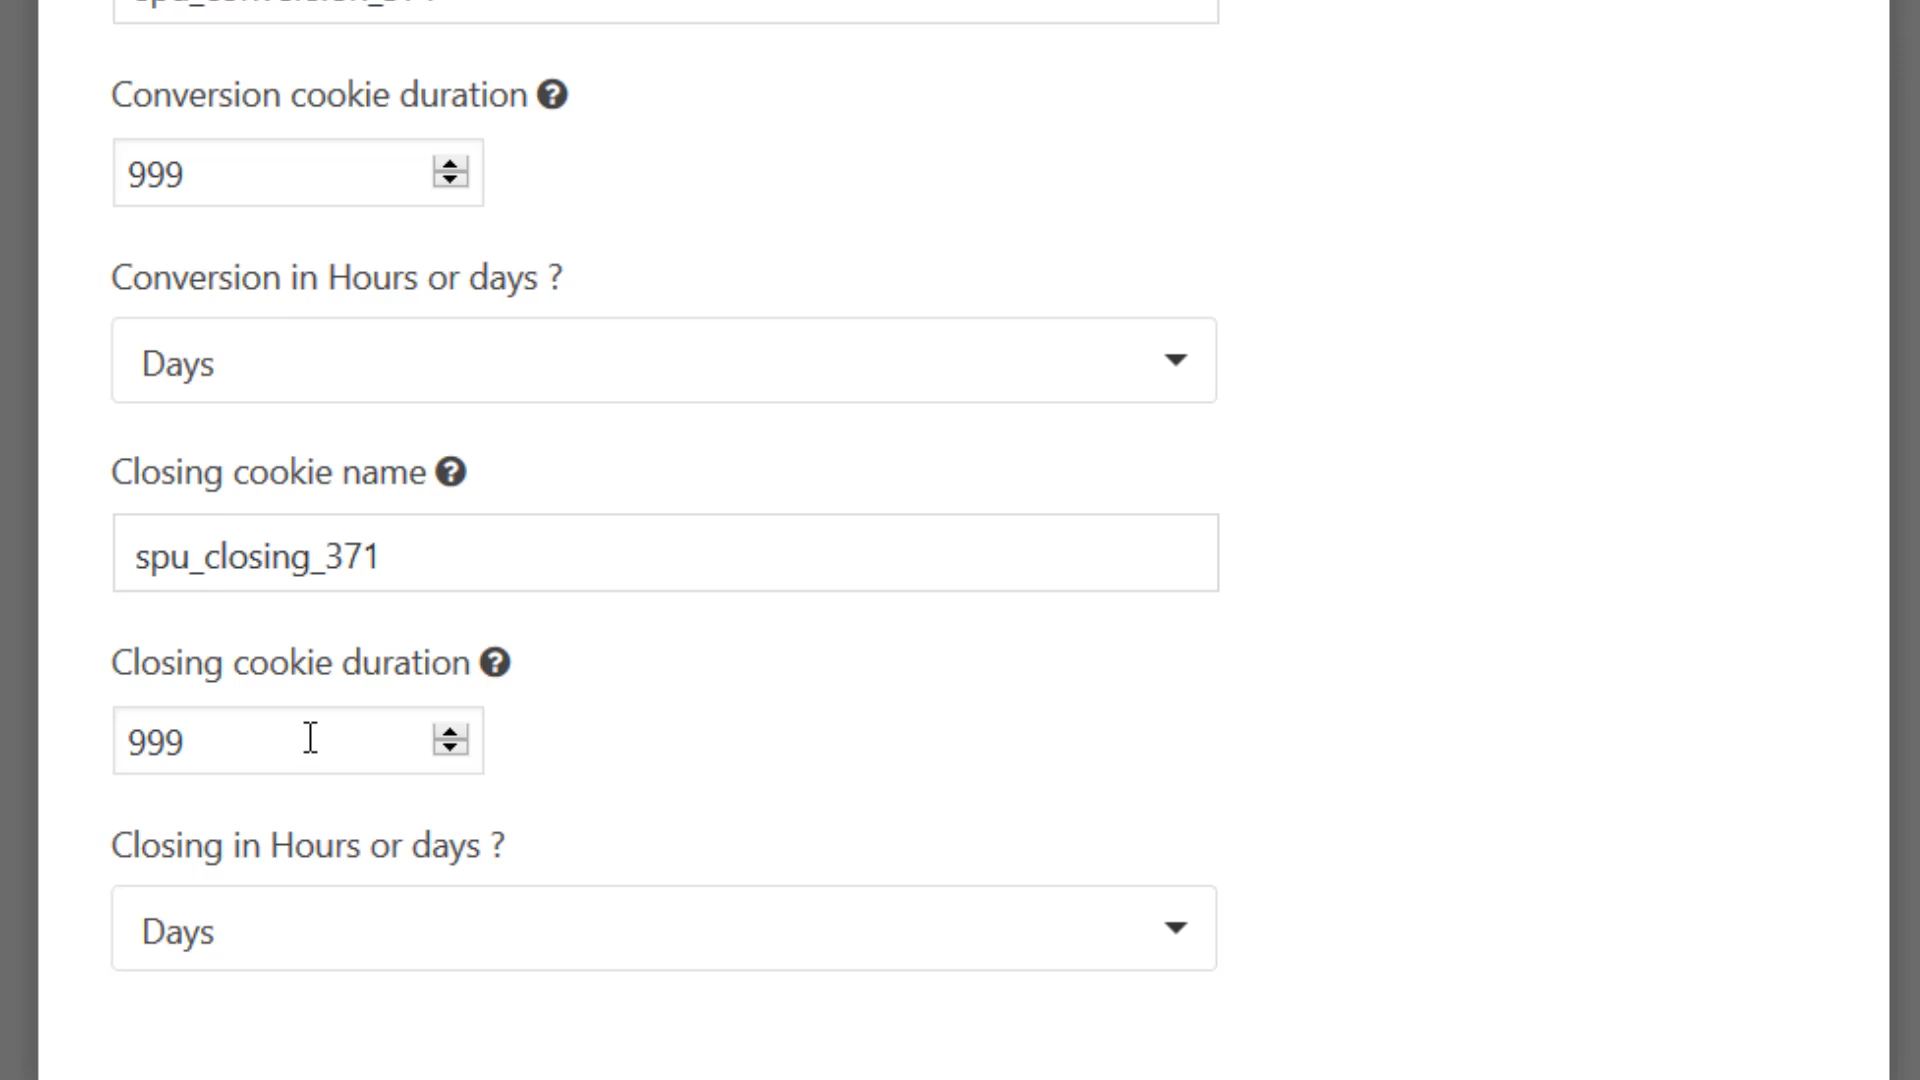 Conversion cookie duration ?
999
Conversion in Hours or days ?
Days
Closing cookie name ?
spu_closing_371
Closing cookie duration ?
999
Closing in Hours or days ?
Days